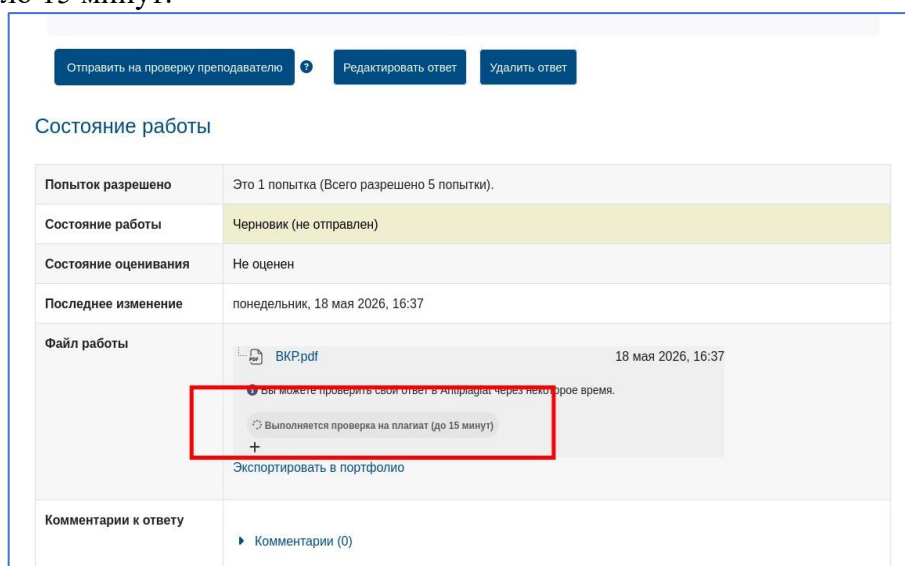 15 минут.
Отправить на проверку преподавателю ? Редактировать ответ Удалить ответ
Состояние работы
Попыток разрешено Это 1 попытка (Всего разрешено 5 попытки).
Состояние работы Черновик (не отправлен)
Состояние оценивания Не оценен
Последнее изменение понедельник, 18 мая 2026, 16:37
Файл работы
PDF ВКР.pdf 18 мая 2026, 16:37
Вы можете проверить свой ответ в Antiplagiat через некоторое время.
Выполняется проверка на плагиат (до 15 минут)
+
Экспортировать в портфолио
Комментарии к ответу
Комментарии (0)